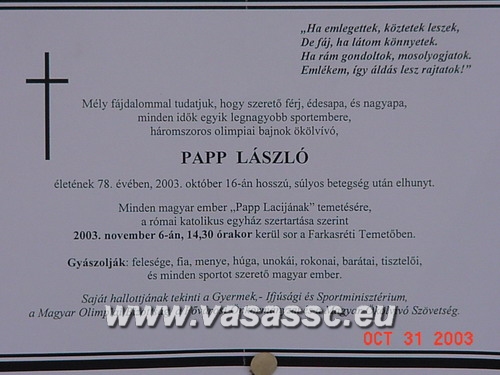 „Ha emlegettek, köztetek leszek,
De fáj, ha látom könnyetek.
Ha rám gondoltok, mosolyogjatok.
Emlékem, így áldás lesz rajtatok!”
Mély fájdalommal tudatjuk, hogy szerető férj, édesapa, és nagyapa,
minden idők egyik legnagyobb sportembere,
háromszoros olimpiai bajnok ökölvívó,
PAPP LÁSZLÓ
életének 78. évében, 2003. október 16-án hosszú, súlyos betegség után elhunyt.
Minden magyar ember „Papp Lacijának” temetésére,
a római katolikus egyház szertartása szerint
2003. november 6-án, 14,30 órakor kerül sor a Farkasréti Temetőben.
Gyászolják: felesége, fia, menye, húga, unokái, rokonai, barátai, tisztelői,
és minden sportot szerető magyar ember.
Saját hallottjának tekinti a Gyermek,- Ifjúsági és Sportminisztérium,
a Magyar Szövetség.
www.vasassc.eu
OCT 31 2003